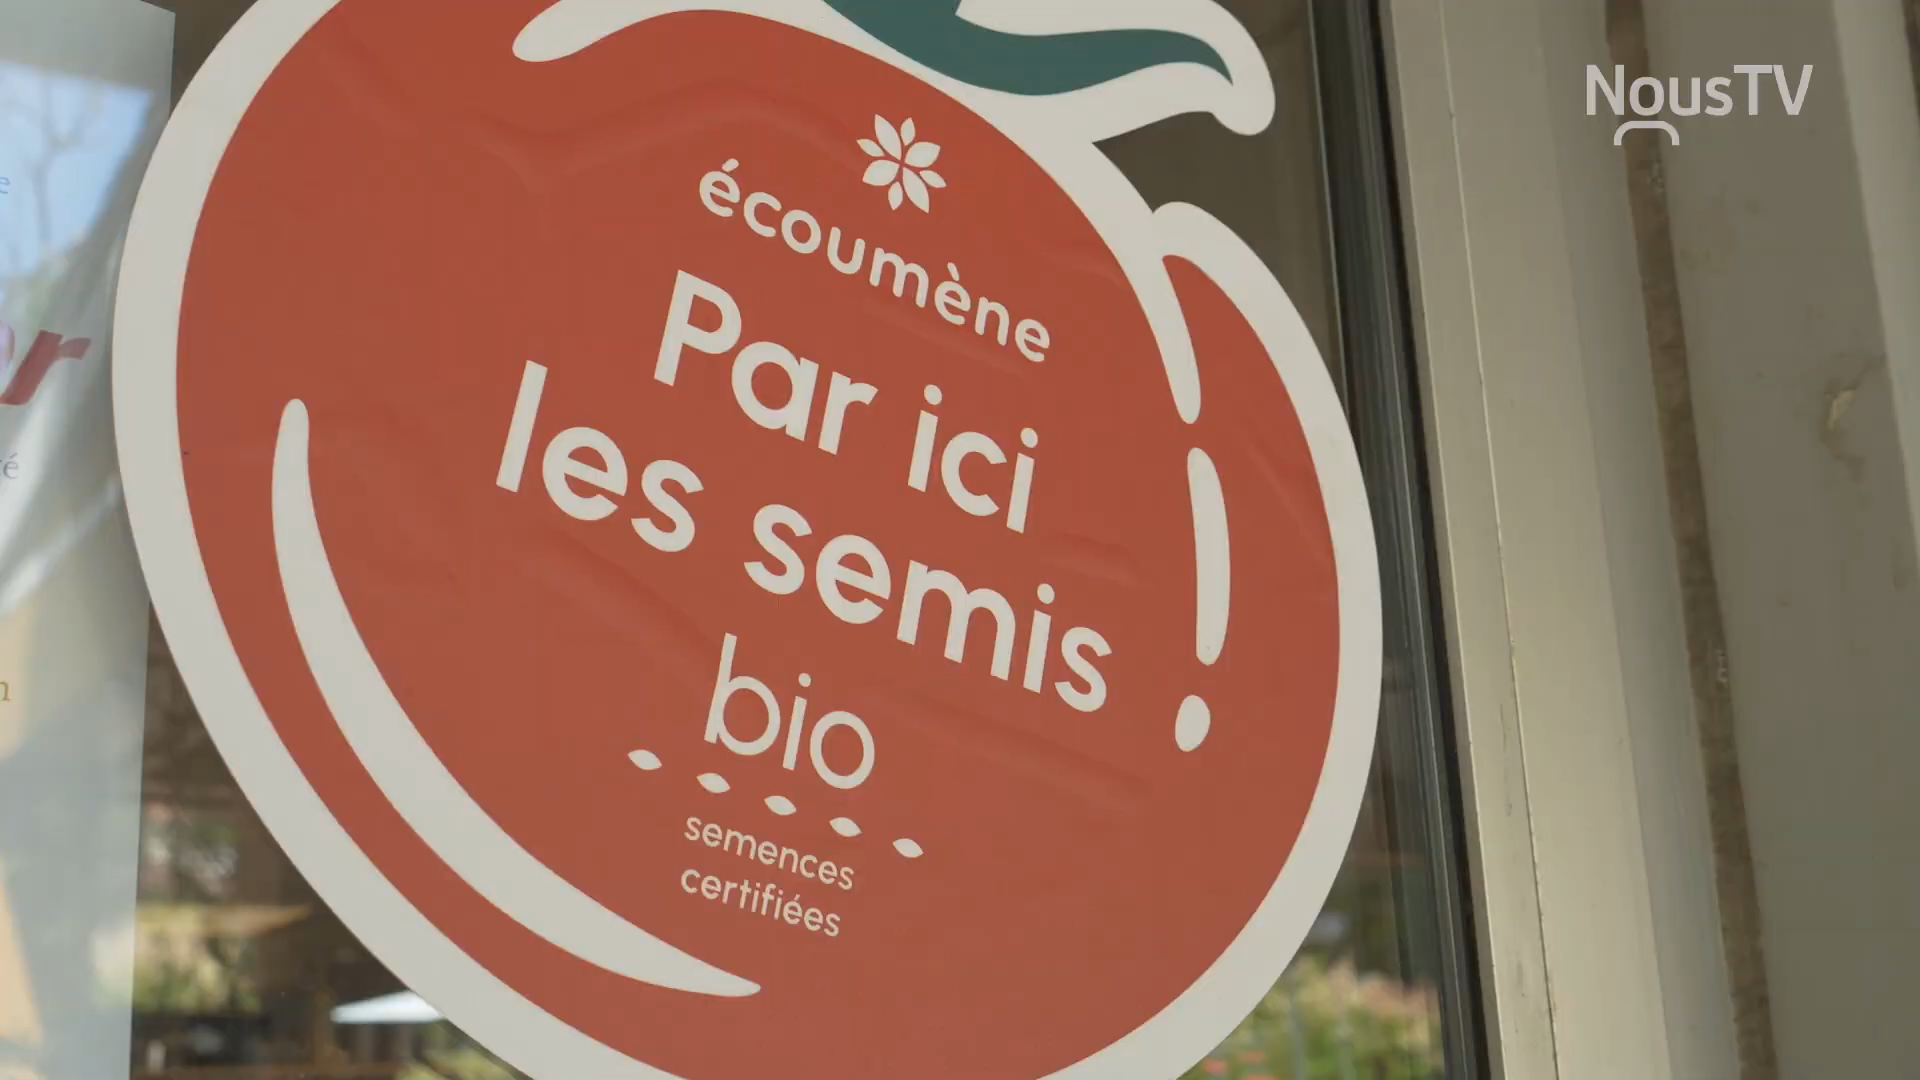 NousTV
écoumène
Par ici
les semis
bio
semences
certifiées